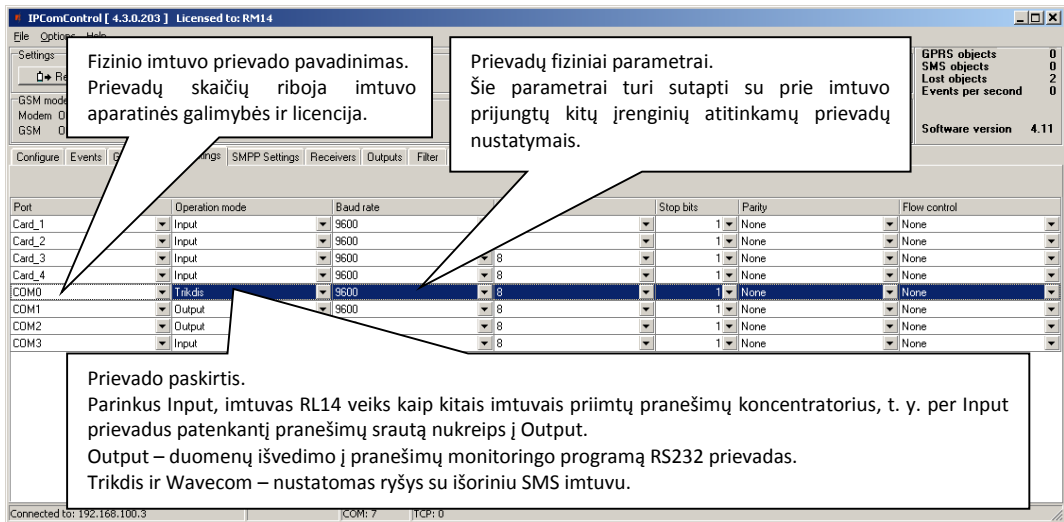 IPComControl [ 4.3.0.203 ] Licensed to: RM14
File Options Help
Settings
GPRS objects 0
SMS objects 0
Lost objects 2
Events per second 0
Software version 4.11
GSM
Modem
GSM
Fizinio imtuvo prievado pavadinimas.
Prievadų skaičių riboja imtuvo
aparatinės galimybės ir licencija.
Prievadų fiziniai parametrai.
Šie parametrai turi sutapti su prie imtuvo
prijungtų kitų įrenginių atitinkamų prievadų
nustatymais.
Configure Events SMPP Settings Receivers Outputs Filter
Port Operation mode Baud rate Stop bits Parity Flow control
Card_1 Input 9600 1 None None
Card_2 Input 9600 1 None None
Card_3 Input 9600 8 1 None None
Card_4 Input 9600 8 1 None None
COM0 Trikdis 9600 8 1 None None
COM1 Output 9600 8 1 None None
COM2 Output 8 1 None None
COM3 Input 8 1 None None
Prievado paskirtis.
Parinkus Input, imtuvas RL14 veiks kaip kitais imtuvais priimtų pranešimų koncentratorius, t. y. per Input
prievadus patenkantį pranešimų srautą nukreips į Output.
Output – duomenų išvedimo į pranešimų monitoringo programą RS232 prievadas.
Trikdis ir Wavecom – nustatomas ryšys su išoriniu SMS imtuvu.
Connected to: 192.168.100.3 COM: 7 TCP: 0